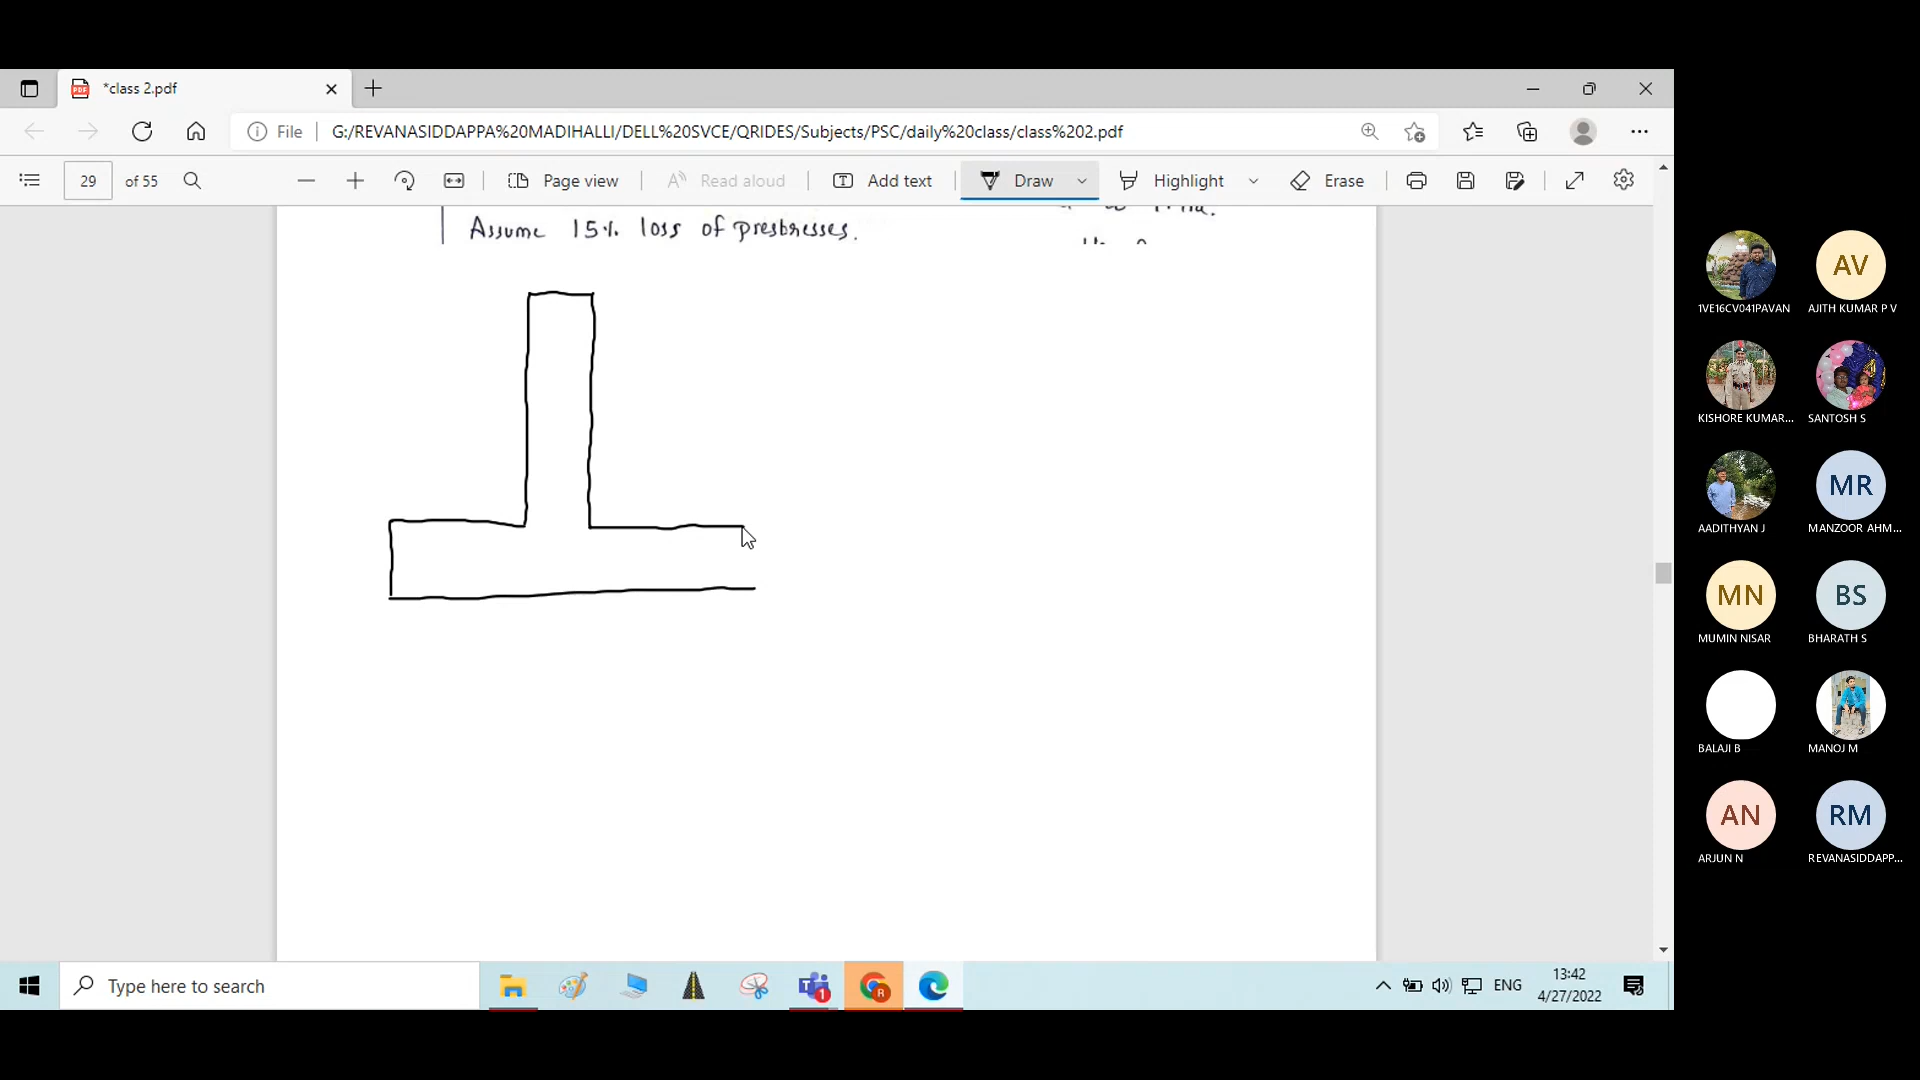 *class 2.pdf
File | G:/REVANASIDDAPPA%20MADIHALLI/DELL%20SVCE/QRIDES/Subjects/PSC/daily%20class/class%202.pdf
29 of 55 Page view Read aloud Add text Draw Highlight Erase
Assume 15% loss of presbresses.
1VE16CV041PAVAN
AJITH KUMAR P V
AV
KISHORE KUMAR...
SANTOSH S
AADITHYAN J
MR
MANZOOR AHM...
MN
MUMIN NISAR
BS
BHARATH S
BALAJI B
MANOJ M
AN
ARJUN N
RM
REVANASIDDAPP...
Type here to search
1
R
ENG
13:42
4/27/2022